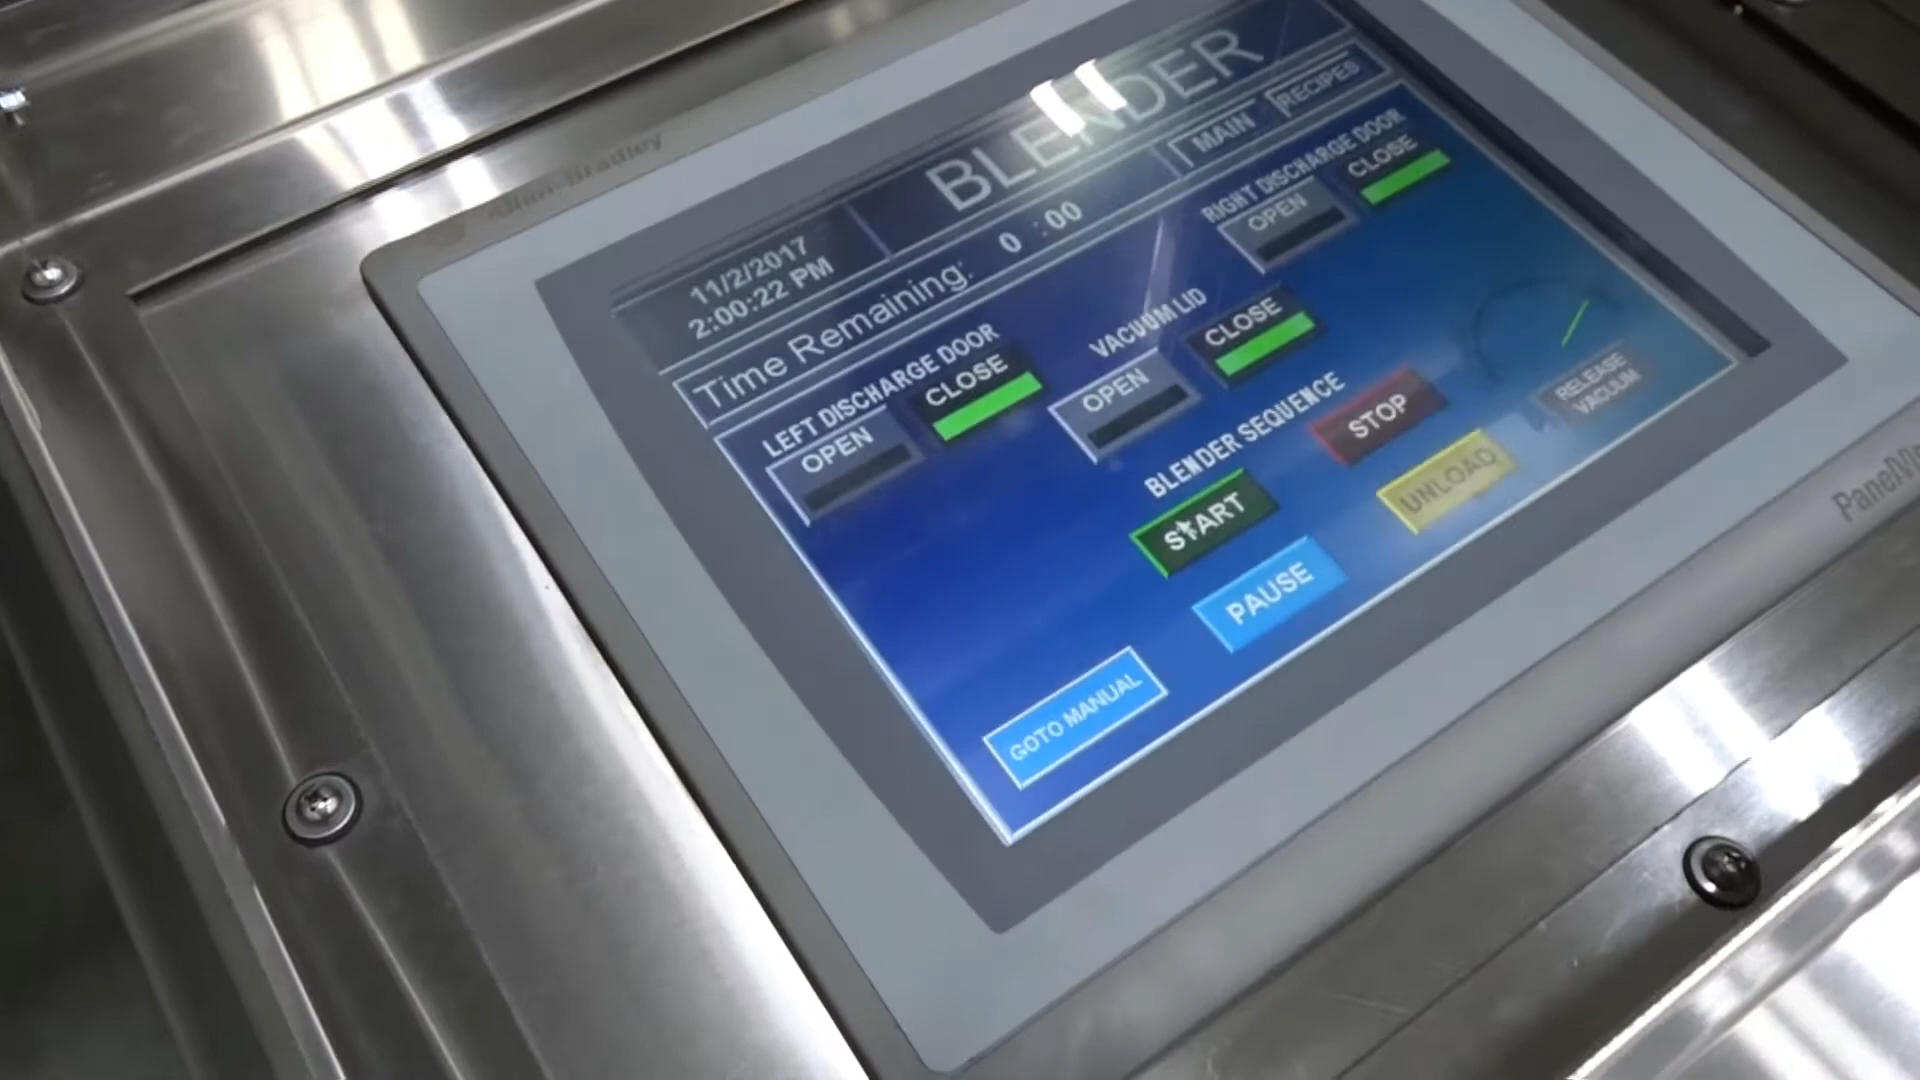 Allen-Bradley
BLENDER
11/2/2017
2:00:22 PM
MAIN
RECIPES
Time Remaining: 0 :00
LEFT DISCHARGE DOOR
OPEN
CLOSE
VACUUM LID
OPEN
CLOSE
RIGHT DISCHARGE DOOR
OPEN
CLOSE
BLENDER SEQUENCE
START
STOP
PAUSE
UNLOAD
RELEASE
VACUUM
GOTO MANUAL